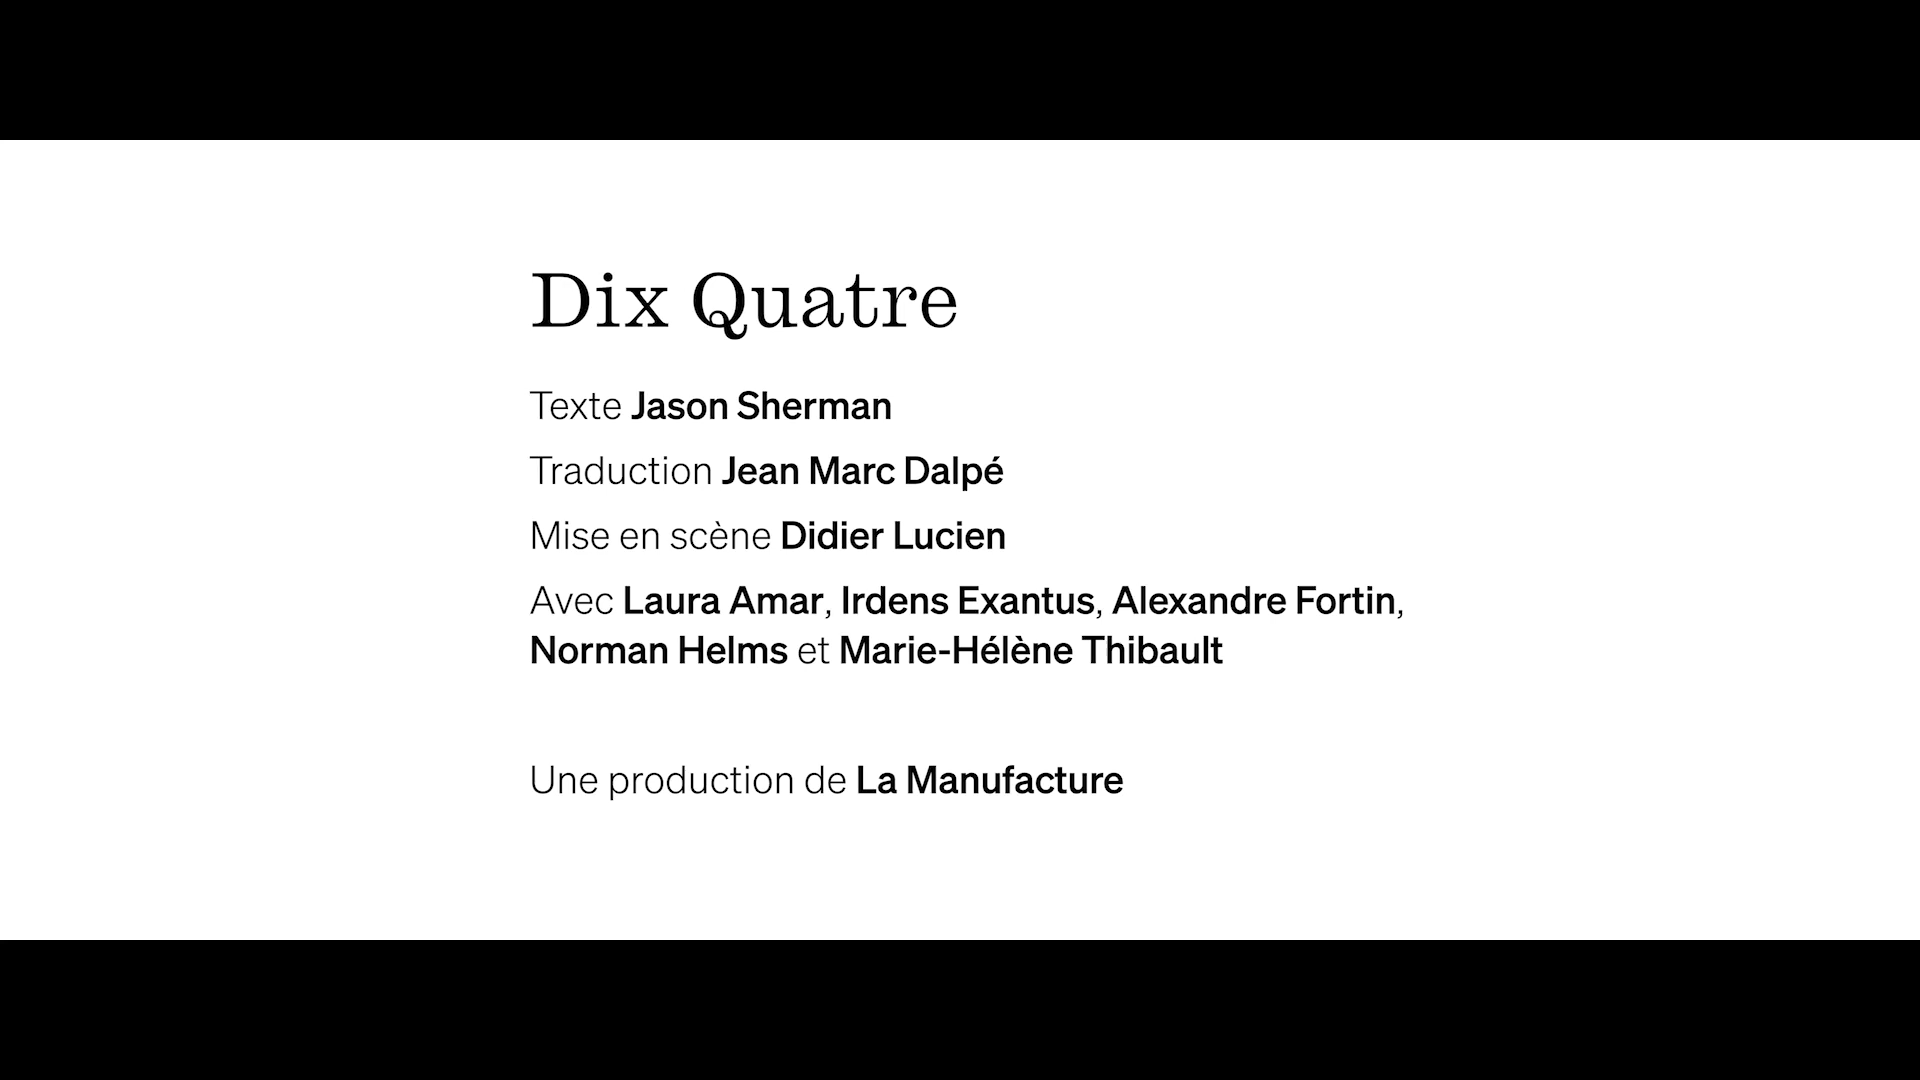 Dix Quatre
Texte Jason Sherman
Traduction Jean Marc Dalpé
Mise en scène Didier Lucien
Avec Laura Amar, Irdens Exantus, Alexandre Fortin,
Norman Helms et Marie-Hélène Thibault
Une production de La Manufacture